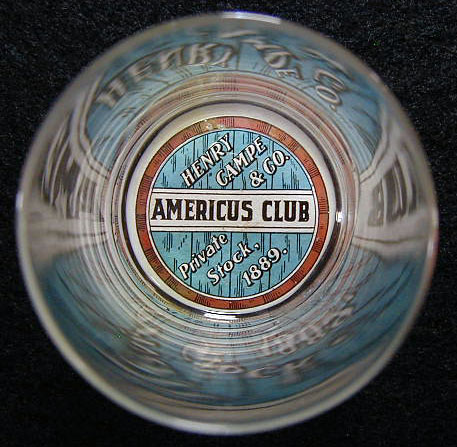 HENRY
CAMPE
& CO.
AMERICUS CLUB
Private
Stock,
1889.